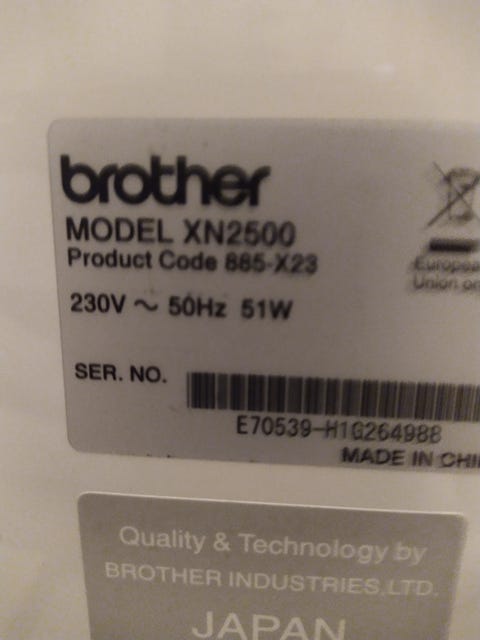 brother
MODEL XN2500
Product Code 885-X23
European
Union on
230V ~ 50Hz 51W
SER. NO.
E70539-H1G264988
MADE IN CHI
Quality & Technology by
BROTHER INDUSTRIES,LTD.
JAPAN